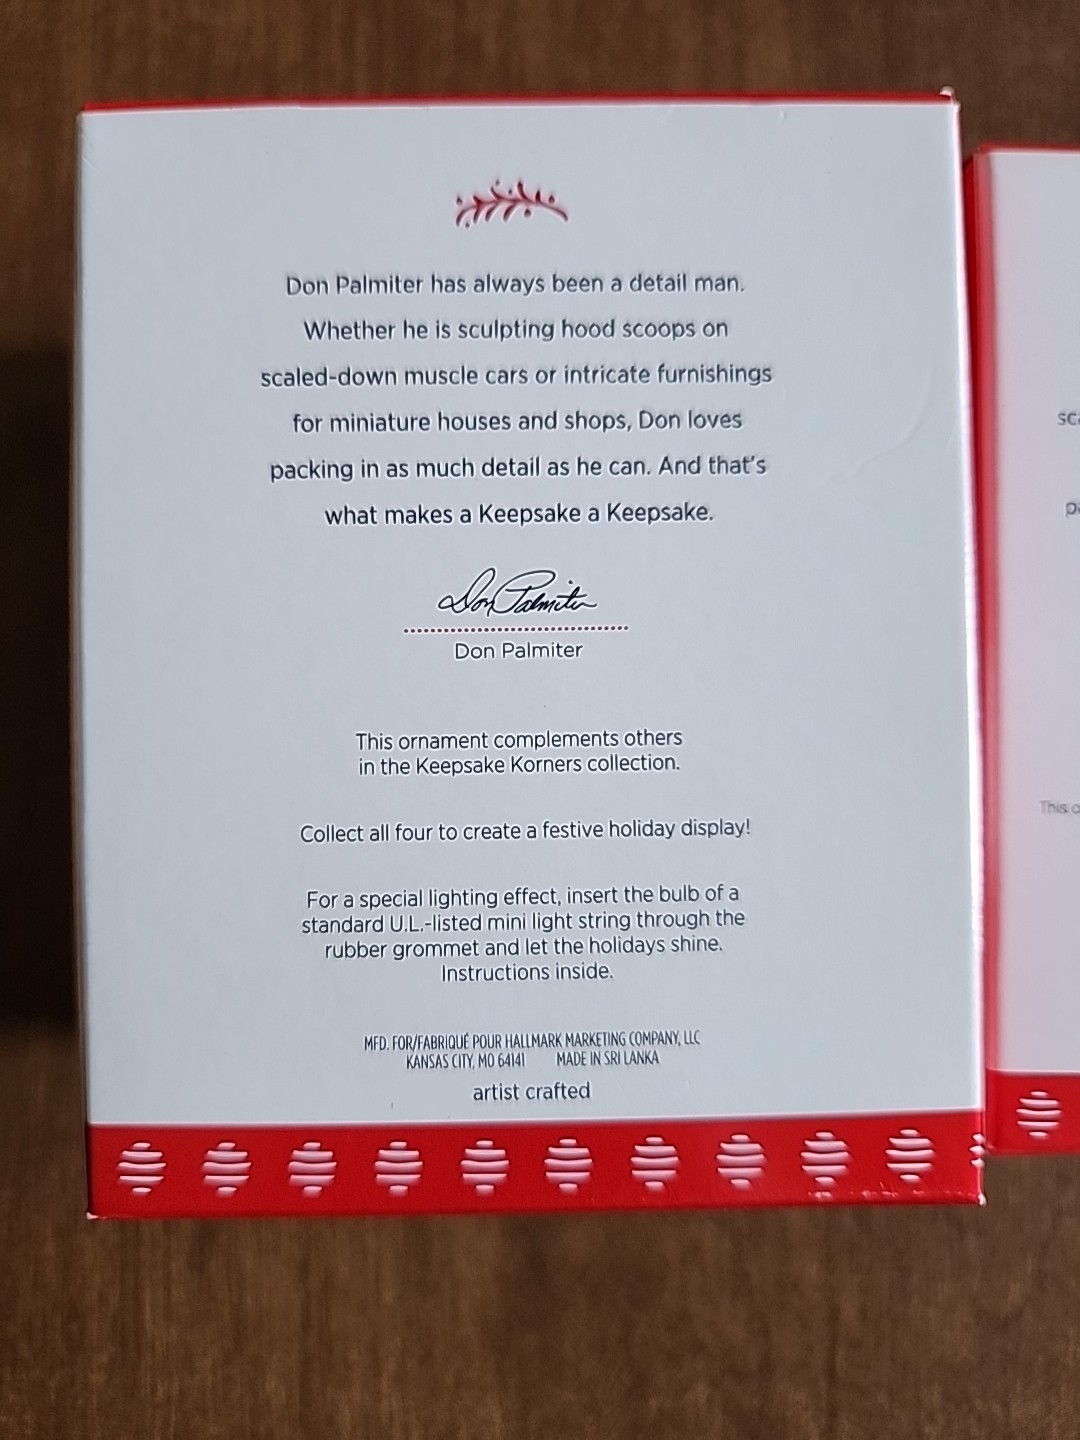 Don Palmiter has always been a detail man.
Whether he is sculpting hood scoops on
scaled-down muscle cars or intricate furnishings
for miniature houses and shops, Don loves
packing in as much detail as he can. And that's
what makes a Keepsake a Keepsake.
Don Palmiter
Don Palmiter
This ornament complements others
in the Keepsake Korners collection.
Collect all four to create a festive holiday display!
For a special lighting effect, insert the bulb of a
standard U.L.-listed mini light string through the
rubber grommet and let the holidays shine.
Instructions inside.
MFD. FOR/FABRIQUÉ POUR HALLMARK MARKETING COMPANY, LLC
KANSAS CITY, MO 64141 MADE IN SRI LANKA
artist crafted
This